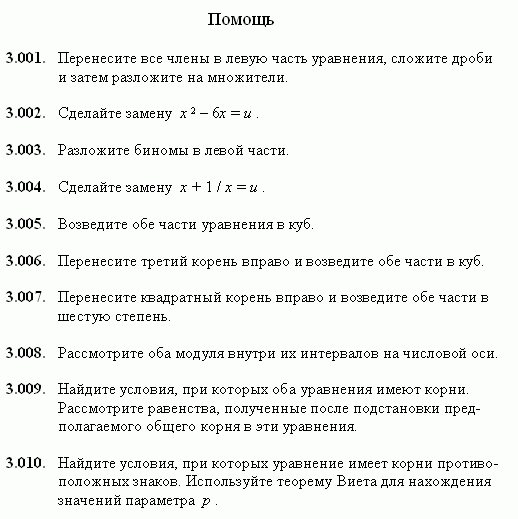 Помощь
3.001. Перенесите все члены в левую часть уравнения, сложите дроби
и затем разложите на множители.
3.002. Сделайте замену x ² – 6x = u .
3.003. Разложите биномы в левой части.
3.004. Сделайте замену x + 1 / x = u .
3.005. Возведите обе части уравнения в куб.
3.006. Перенесите третий корень вправо и возведите обе части в куб.
3.007. Перенесите квадратный корень вправо и возведите обе части в
шестую степень.
3.008. Рассмотрите оба модуля внутри их интервалов на числовой оси.
3.009. Найдите условия, при которых оба уравнения имеют корни.
Рассмотрите равенства, полученные после подстановки пред-
полагаемого общего корня в эти уравнения.
3.010. Найдите условия, при которых уравнение имеет корни противо-
положных знаков. Используйте теорему Виета для нахождения
значений параметра p .